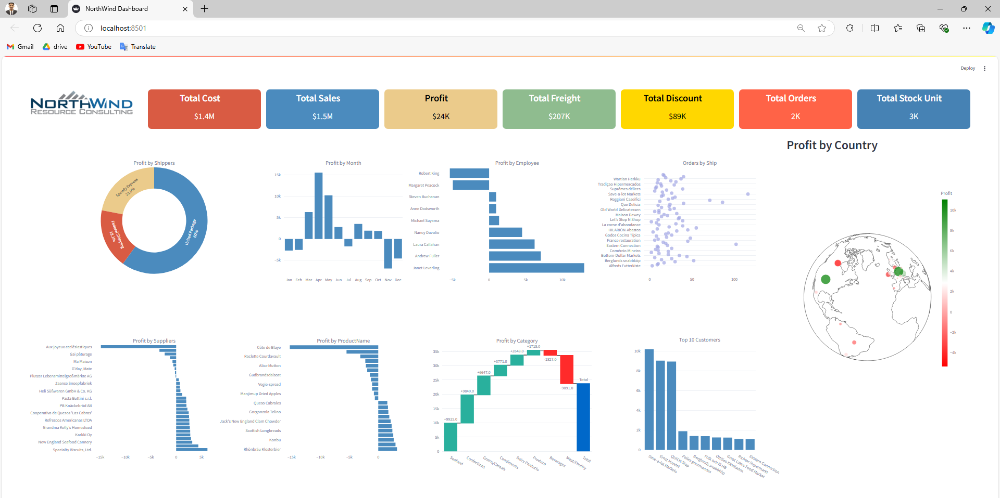 NorthWind Dashboard
localhost:8501
Gmail
drive
YouTube
Translate
Deploy
NORTHWIND
RESOURCE CONSULTING
Total Cost
$1.4M
Total Sales
$1.5M
Profit
$24K
Total Freight
$207K
Total Discount
$89K
Total Orders
2K
Total Stock Unit
3K
Profit by Country
Profit by Shippers
Speedy Express
21.9%
Federal Shipping
18.1%
United Package
60%
Profit by Month
15k
10k
5k
0
−5k
Jan Feb Mar Apr May Jun Jul Aug Sep Oct Nov Dec
Profit by Employee
Robert King
Margaret Peacock
Steven Buchanan
Anne Dodsworth
Michael Suyama
Nancy Davolio
Laura Callahan
Andrew Fuller
Janet Leverling
−5k 0 5k 10k
Orders by Ship
Wartian Herkku
Tradiçao Hipermercados
Suprêmes délices
Save-a-lot Markets
Reggiani Caseifici
Que Delícia
Old World Delicatessen
Maison Dewey
Let's Stop N Shop
La corne d'abondance
HILARION-Abastos
Godos Cocina Típica
France restauration
Eastern Connection
Comércio Mineiro
Bottom-Dollar Markets
Berglunds snabbköp
Alfreds Futterkiste
0 50 100
Profit
10k
8k
6k
4k
2k
0
−2k
−4k
Profit by Suppliers
Aux joyeux ecclésiastiques
Gai pâturage
Ma Maison
G'day, Mate
Plutzer Lebensmittelgroßmärkte AG
Zaanse Snoepfabriek
Heli Süßwaren GmbH & Co. KG
Pasta Buttini s.r.l.
PB Knäckebröd AB
Cooperativa de Quesos 'Las Cabras'
Refrescos Americanas LTDA
Grandma Kelly's Homestead
Karkki Oy
New England Seafood Cannery
Specialty Biscuits, Ltd.
−15k −10k −5k 0 5k
Profit by ProductName
Côte de Blaye
Raclette Courdavault
Alice Mutton
Gudbrandsdalsost
Vegie-spread
Manjimup Dried Apples
Queso Cabrales
Gorgonzola Telino
Jack's New England Clam Chowder
Scottish Longbreads
Konbu
Rhönbräu Klosterbier
−15k −10k −5k 0
Profit by Category
35k
30k
25k
20k
15k
10k
5k
0
+9925.0
+9849.0
+6647.0
+3771.0
+3543.0
+1715.0
-1827.0
-9891.0
Total
Seafood
Confections
Grains/Cereals
Condiments
Dairy Products
Produce
Beverages
Meat/Poultry
Total
Top 10 Customers
10k
8k
6k
4k
2k
0
Save-a-lot Markets
Ernst Handel
QUICK-Stop
Folies gourmandes
Berglunds snabbköp
Folk och fä HB
Ottilies Käseladen
Great Lakes Food Market
Richter Supermarkt
Eastern Connection